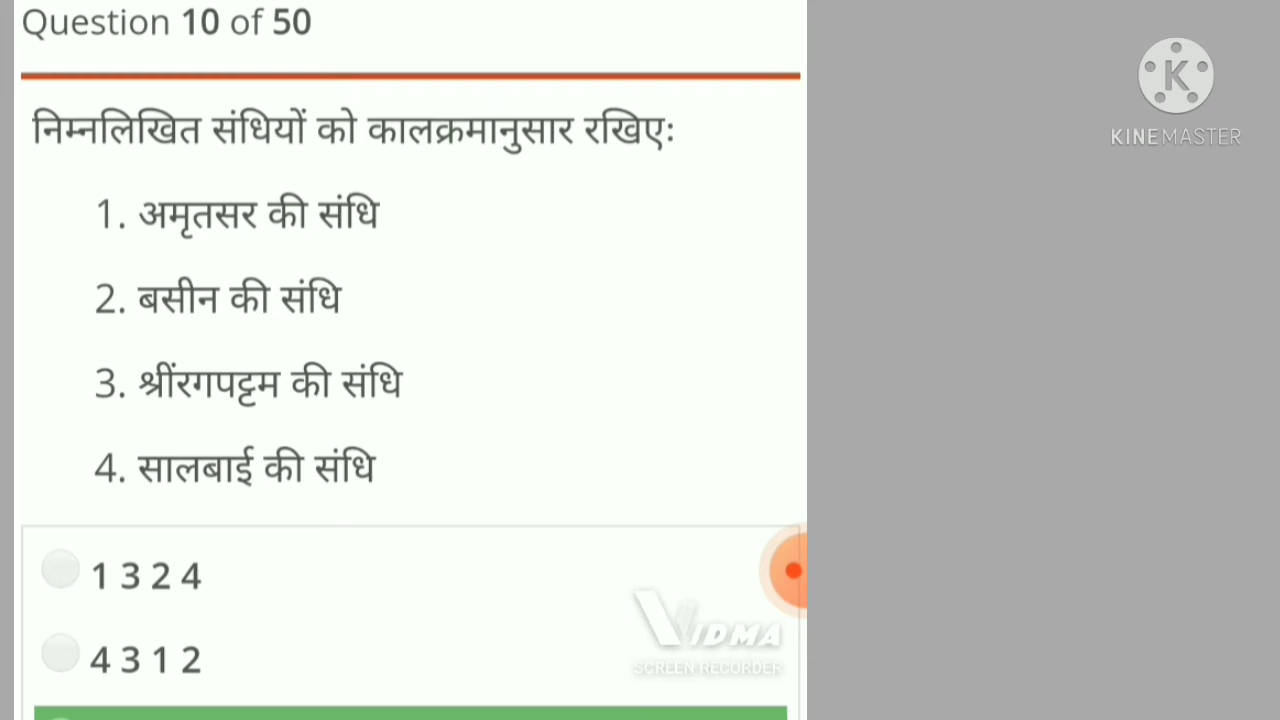 Question 10 of 50
निम्नलिखित संधियों को कालक्रमानुसार रखिए:
1. अमृतसर की संधि
2. बसीन की संधि
3. श्रींरगपट्टम की संधि
4. सालबाई की संधि
1 3 2 4
4 3 1 2
K
KINEMASTER
VIDMA
SCREEN RECORDER